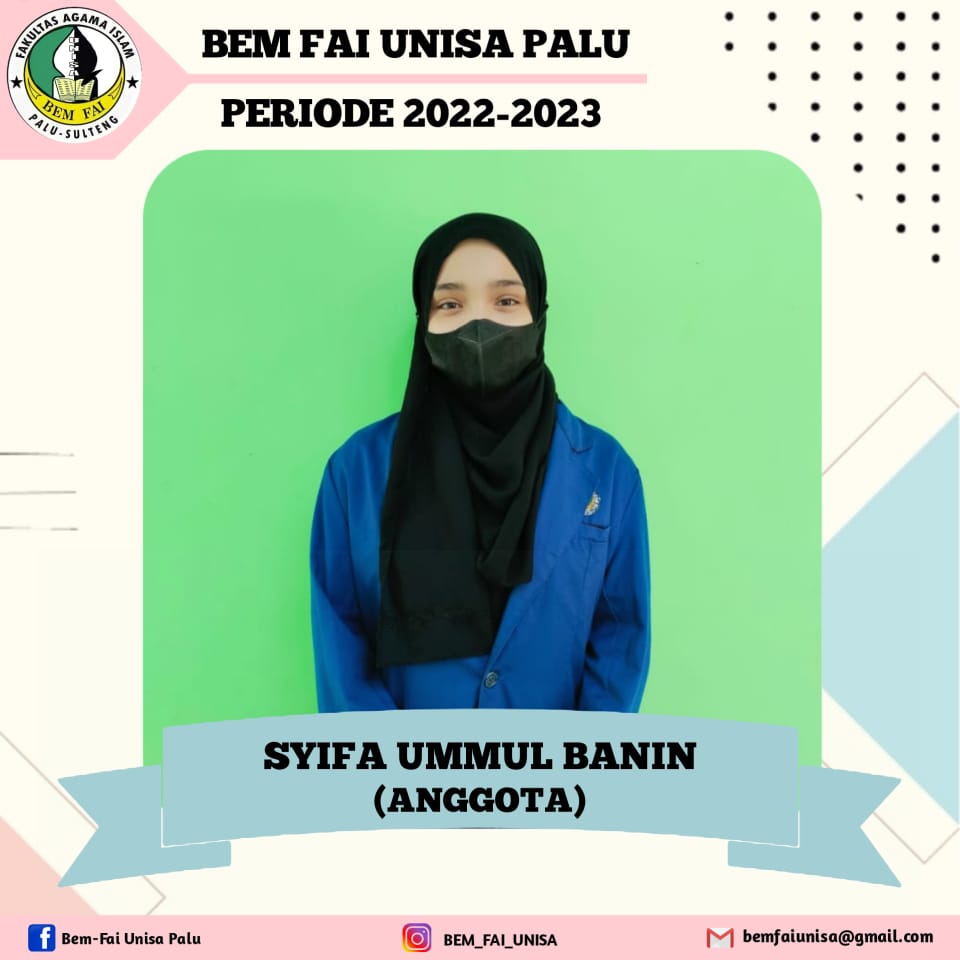 FAKULTAS AGAMA ISLAM
BEM FAI
PALU-SULTENG
BEM FAI UNISA PALU
PERIODE 2022-2023
SYIFA UMMUL BANIN
(ANGGOTA)
Bem-Fai Unisa Palu
BEM_FAI_UNISA
bemfaiunisa@gmail.com